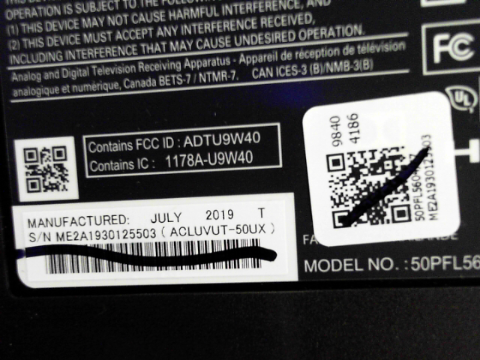 OPERATION IS SUBJECT TO THE FOLLOWING
(1) THIS DEVICE MAY NOT CAUSE HARMFUL INTERFERENCE, AND
(2) THIS DEVICE MUST ACCEPT ANY INTERFERENCE RECEIVED,
INCLUDING INTERFERENCE THAT MAY CAUSE UNDESIRED OPERATION.
Analog and Digital Television Receiving Apparatus - Appareil de réception de télévision
analogique et numérique, Canada BETS-7 / NTMR-7. CAN ICES-3 (B)/NMB-3(B)
FC
UL
Contains FCC ID : ADTU9W40
Contains IC : 1178A-U9W40
9840
4186
ME2A1930125503
MANUFACTURED: JULY 2019 T
S/N ME2A1930125503 ( ACLUVUT-50UX )
MODEL NO. :50PFL56